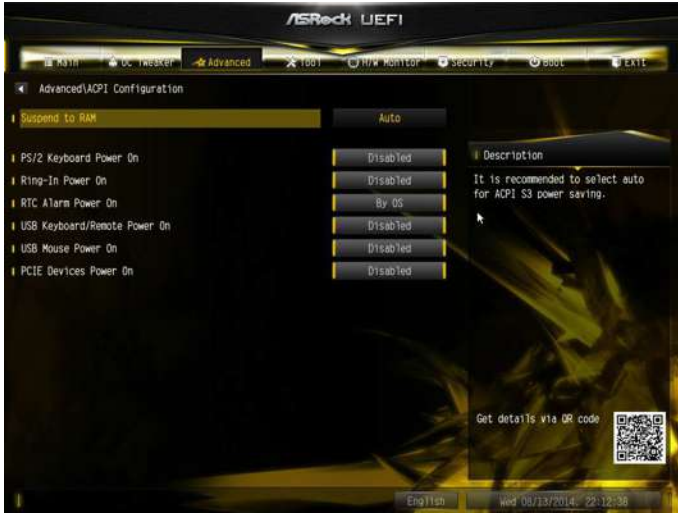 ASRock UEFI
Main OC Tweaker Advanced Tool H/W Monitor Security Boot Exit
Advanced\ACPI Configuration
Suspend to RAM Auto
PS/2 Keyboard Power On Disabled
Ring-In Power On Disabled
RTC Alarm Power On By OS
USB Keyboard/Remote Power On Disabled
USB Mouse Power On Disabled
PCIE Devices Power On Disabled
Description
It is recommended to select auto
for ACPI S3 power saving.
Get details via QR code
English Wed 08/13/2014, 22:12:38